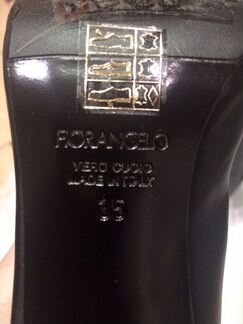 FIORANGELO
VERO CUOIO
MADE IN ITALY
35